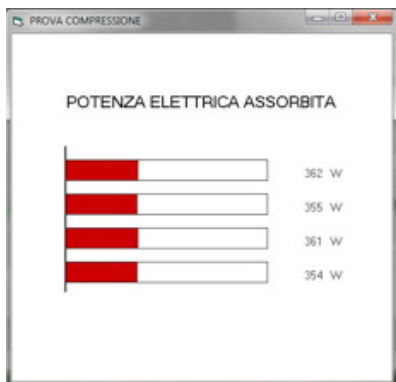 PROVA COMPRESSIONE
POTENZA ELETTRICA ASSORBITA
362 W
355 W
361 W
354 W